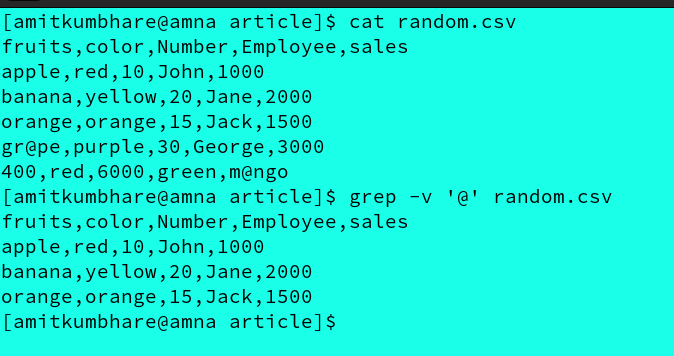 [amitkumbhare@amna article]$ cat random.csv
fruits,color,Number,Employee,sales
apple,red,10,John,1000
banana,yellow,20,Jane,2000
orange,orange,15,Jack,1500
gr@pe,purple,30,George,3000
400,red,6000,green,m@ngo
[amitkumbhare@amna article]$ grep -v '@' random.csv
fruits,color,Number,Employee,sales
apple,red,10,John,1000
banana,yellow,20,Jane,2000
orange,orange,15,Jack,1500
[amitkumbhare@amna article]$